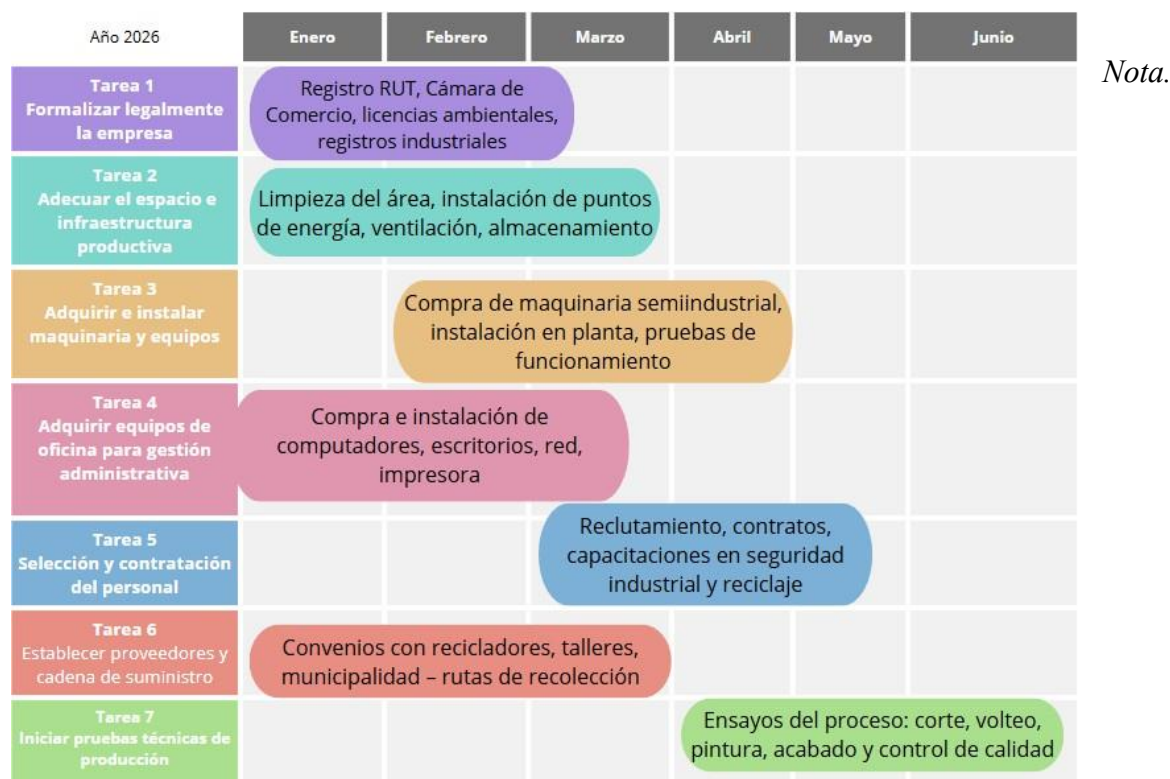 Año 2026
Enero
Febrero
Marzo
Abril
Mayo
Junio
Nota.
Tarea 1
Formalizar legalmente
la empresa
Registro RUT, Cámara de
Comercio, licencias ambientales,
registros industriales
Tarea 2
Adecuar el espacio e
infraestructura
productiva
Limpieza del área, instalación de puntos
de energía, ventilación, almacenamiento
Tarea 3
Adquirir e instalar
maquinaria y equipos
Compra de maquinaria semiindustrial,
instalación en planta, pruebas de
funcionamiento
Tarea 4
Adquirir equipos de
oficina para gestión
administrativa
Compra e instalación de
computadores, escritorios, red,
impresora
Tarea 5
Selección y contratación
del personal
Reclutamiento, contratos,
capacitaciones en seguridad
industrial y reciclaje
Tarea 6
Establecer proveedores y
cadena de suministro
Convenios con recicladores, talleres,
municipalidad – rutas de recolección
Tarea 7
Iniciar pruebas técnicas de
producción
Ensayos del proceso: corte, volteo,
pintura, acabado y control de calidad